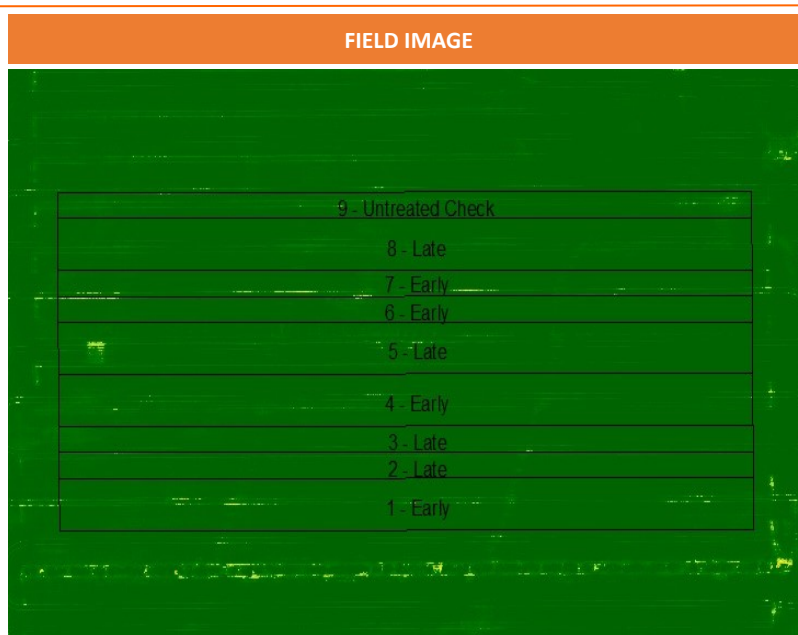 FIELD IMAGE
9 - Untreated Check
8 - Late
7 - Early
6 - Early
5 - Late
4 - Early
3 - Late
2 - Late
1 - Early